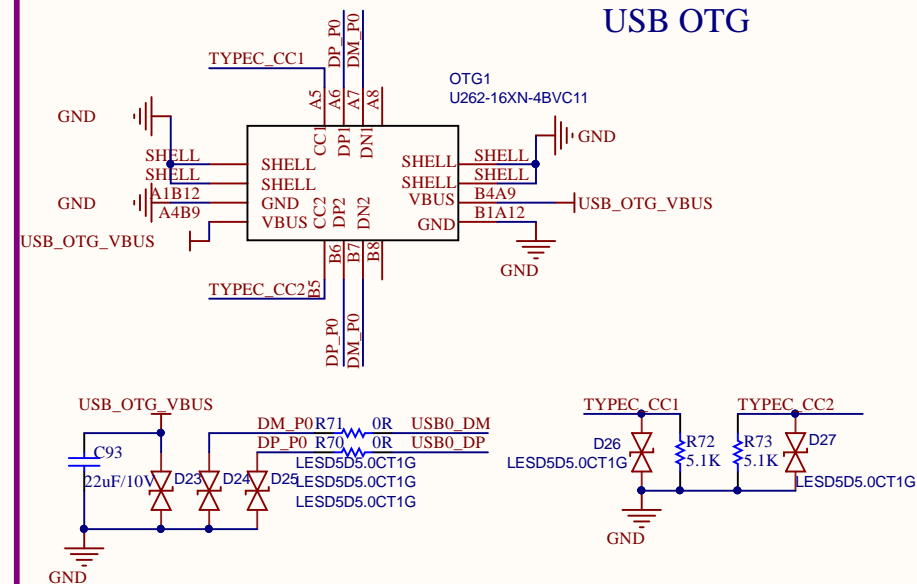 USB OTG
TYPEC_CC1
DP_P0
DM_P0
OTG1
U262-16XN-4BVC11
A5
A6
A7
A8
GND
GND
CC1
DP1
DN1
SHELL
SHELL
SHELL
SHELL
SHELL
SHELL
SHELL
SHELL
GND
A1B12
GND
VBUS
B4A9
USB_OTG_VBUS
A4B9
VBUS
GND
B1A12
USB_OTG_VBUS
CC2
DP2
DN2
GND
B5
B6
B7
B8
TYPEC_CC2
DP_P0
DM_P0
USB_OTG_VBUS
C93
22uF/10V
D23
D24
D25
DM_P0
R71
0R
USB0_DM
DP_P0
R70
0R
USB0_DP
LESD5D5.0CT1G
LESD5D5.0CT1G
LESD5D5.0CT1G
GND
TYPEC_CC1
TYPEC_CC2
D26
LESD5D5.0CT1G
R72
5.1K
R73
5.1K
D27
LESD5D5.0CT1G
GND